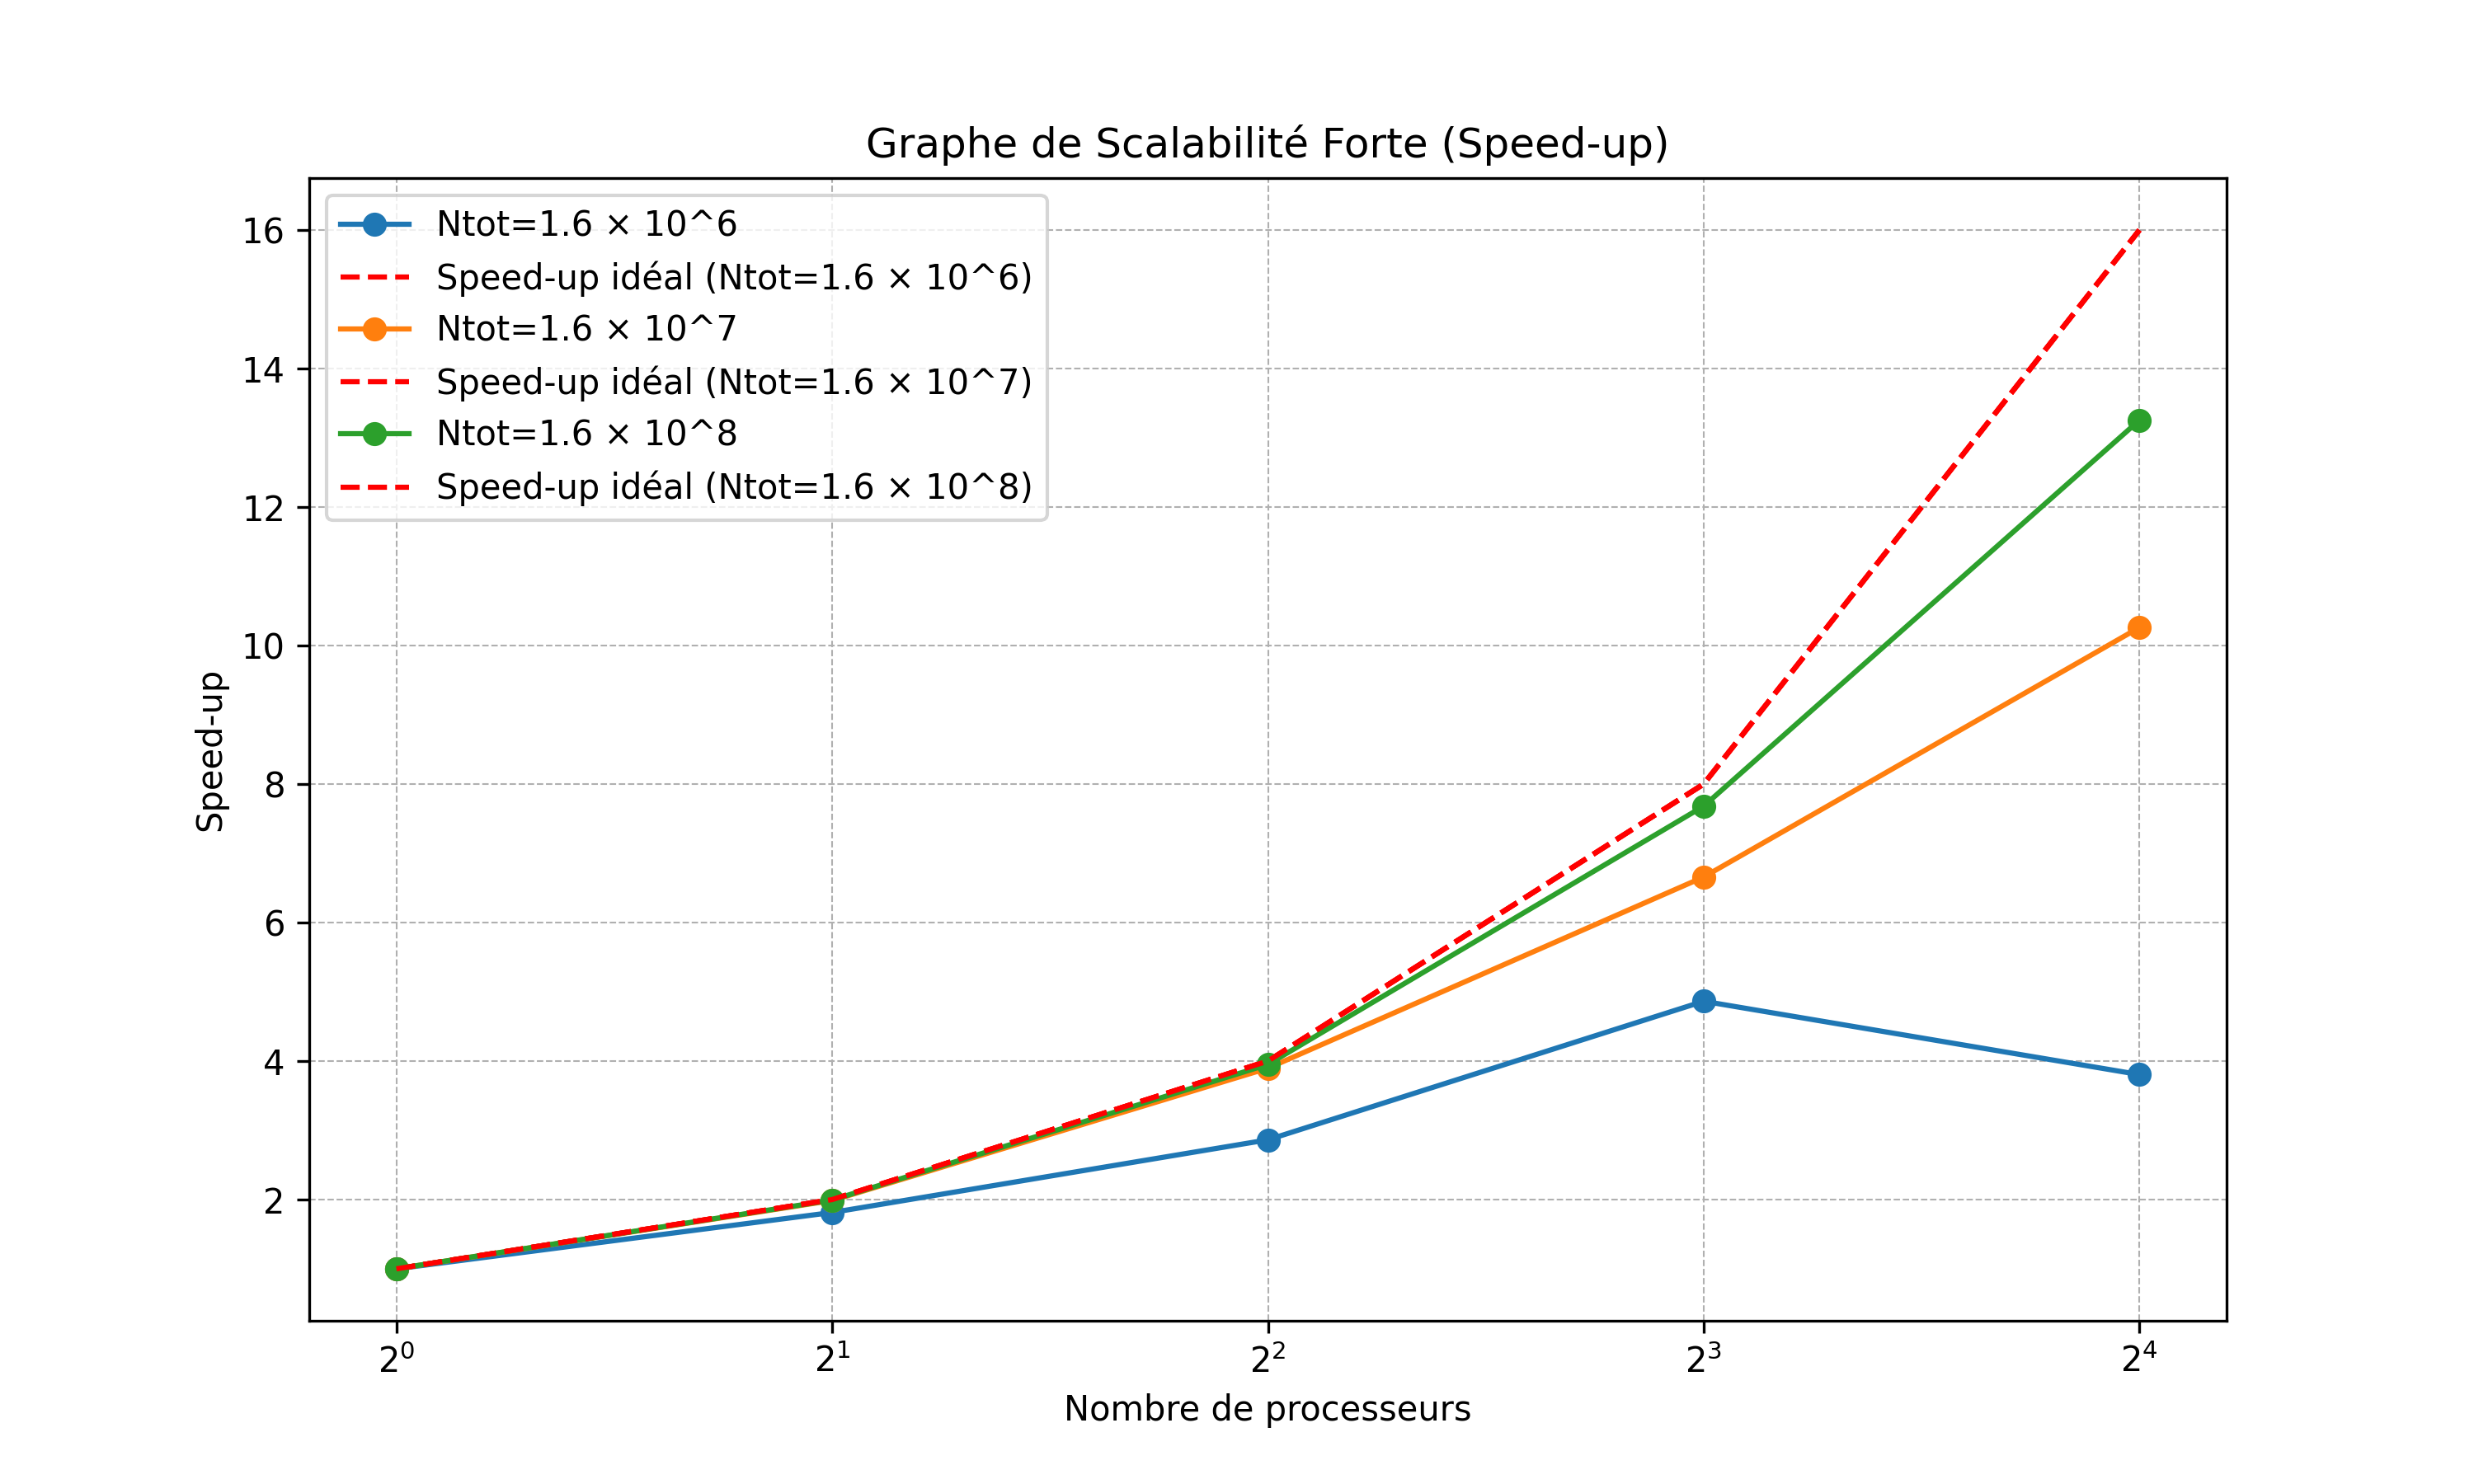 Graphe de Scalabilité Forte (Speed-up)
Ntot=1.6 × 10^6
Speed-up idéal (Ntot=1.6 × 10^6)
Ntot=1.6 × 10^7
Speed-up idéal (Ntot=1.6 × 10^7)
Ntot=1.6 × 10^8
Speed-up idéal (Ntot=1.6 × 10^8)
16
14
12
10
8
6
4
2
Speed-up
2⁰ 2¹ 2² 2³ 2⁴
Nombre de processeurs